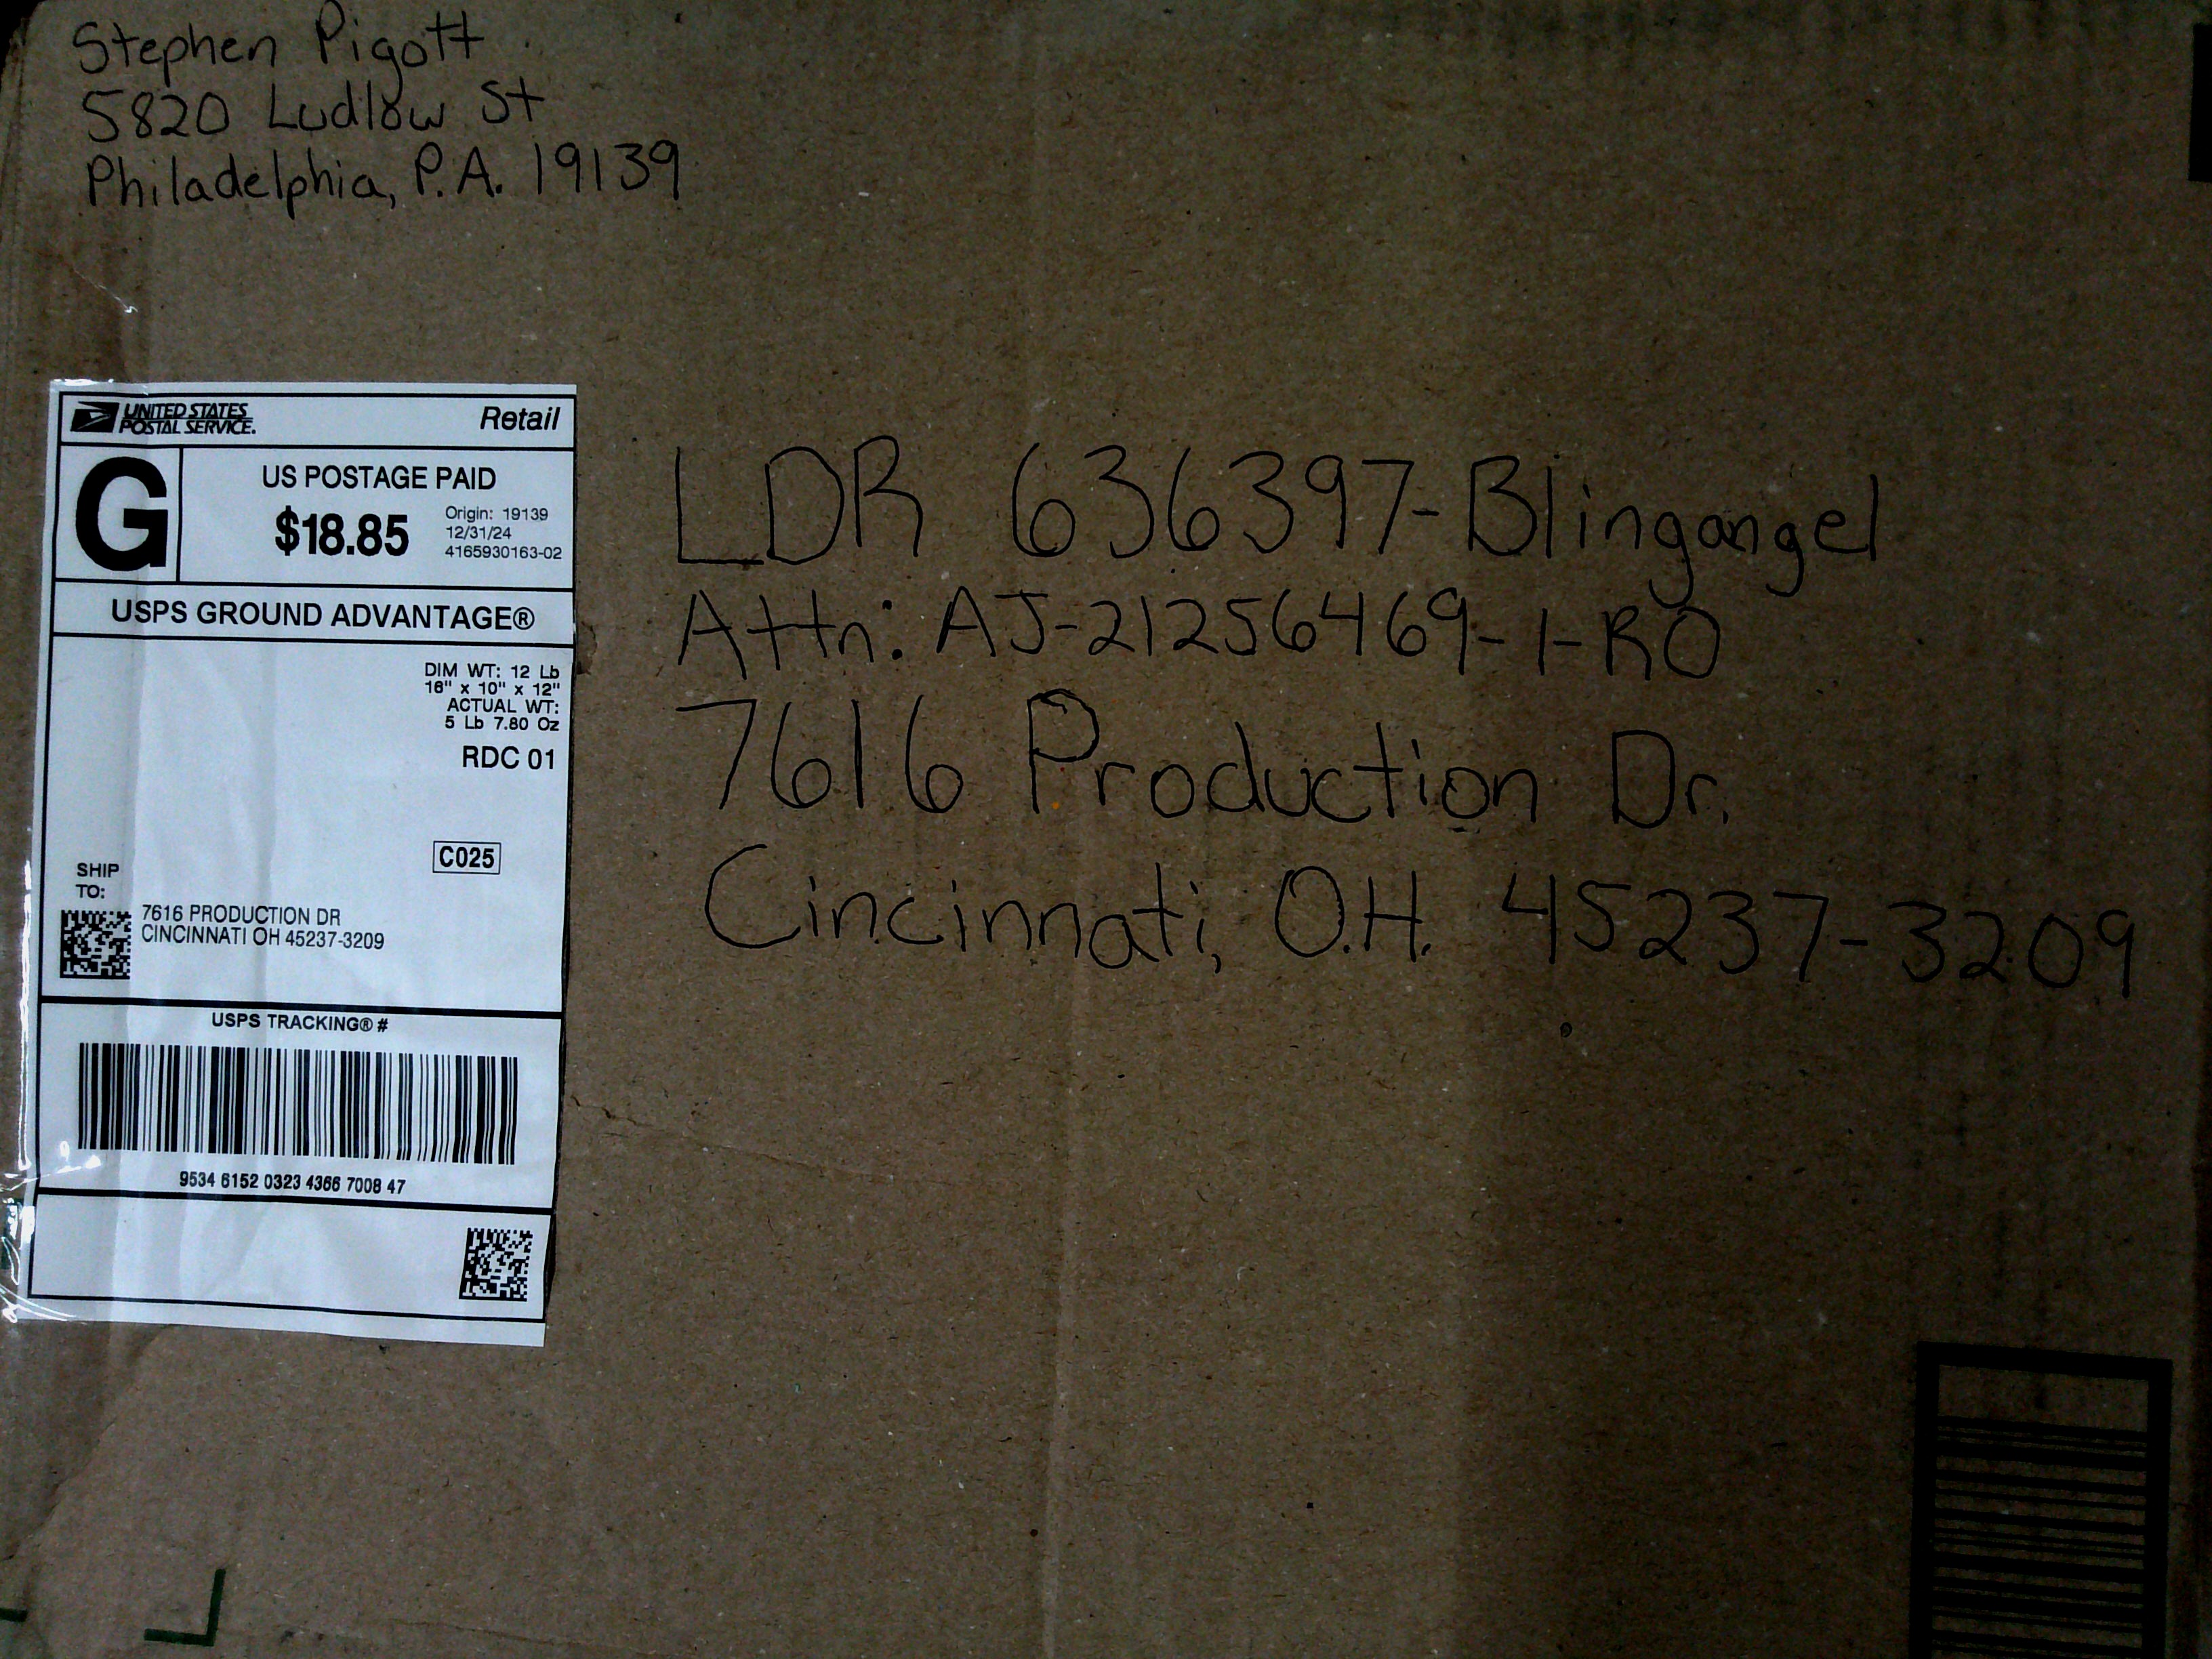 Stephen Pigott
5820 Ludlow St
Philadelphia, P.A. 19139
UNITED STATES
POSTAL SERVICE.
Retail
G
US POSTAGE PAID
$18.85
Origin: 19139
12/31/24
4165930163-02
USPS GROUND ADVANTAGE®
DIM WT: 12 Lb
16" x 10" x 12"
ACTUAL WT:
5 Lb 7.80 Oz
RDC 01
C025
SHIP
TO:
7616 PRODUCTION DR
CINCINNATI OH 45237-3209
USPS TRACKING® #
9534 6152 0323 4366 7008 47
LDR 636397-Blingangel
Attn: AJ-21256469-1-RO
7616 Production Dr.
Cincinnati, O.H. 45237-3209